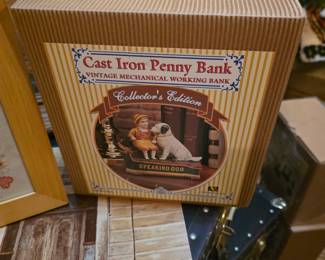 Cast Iron Penny Bank
VINTAGE MECHANICAL WORKING BANK
Collector's Edition
SPEAKING DOG